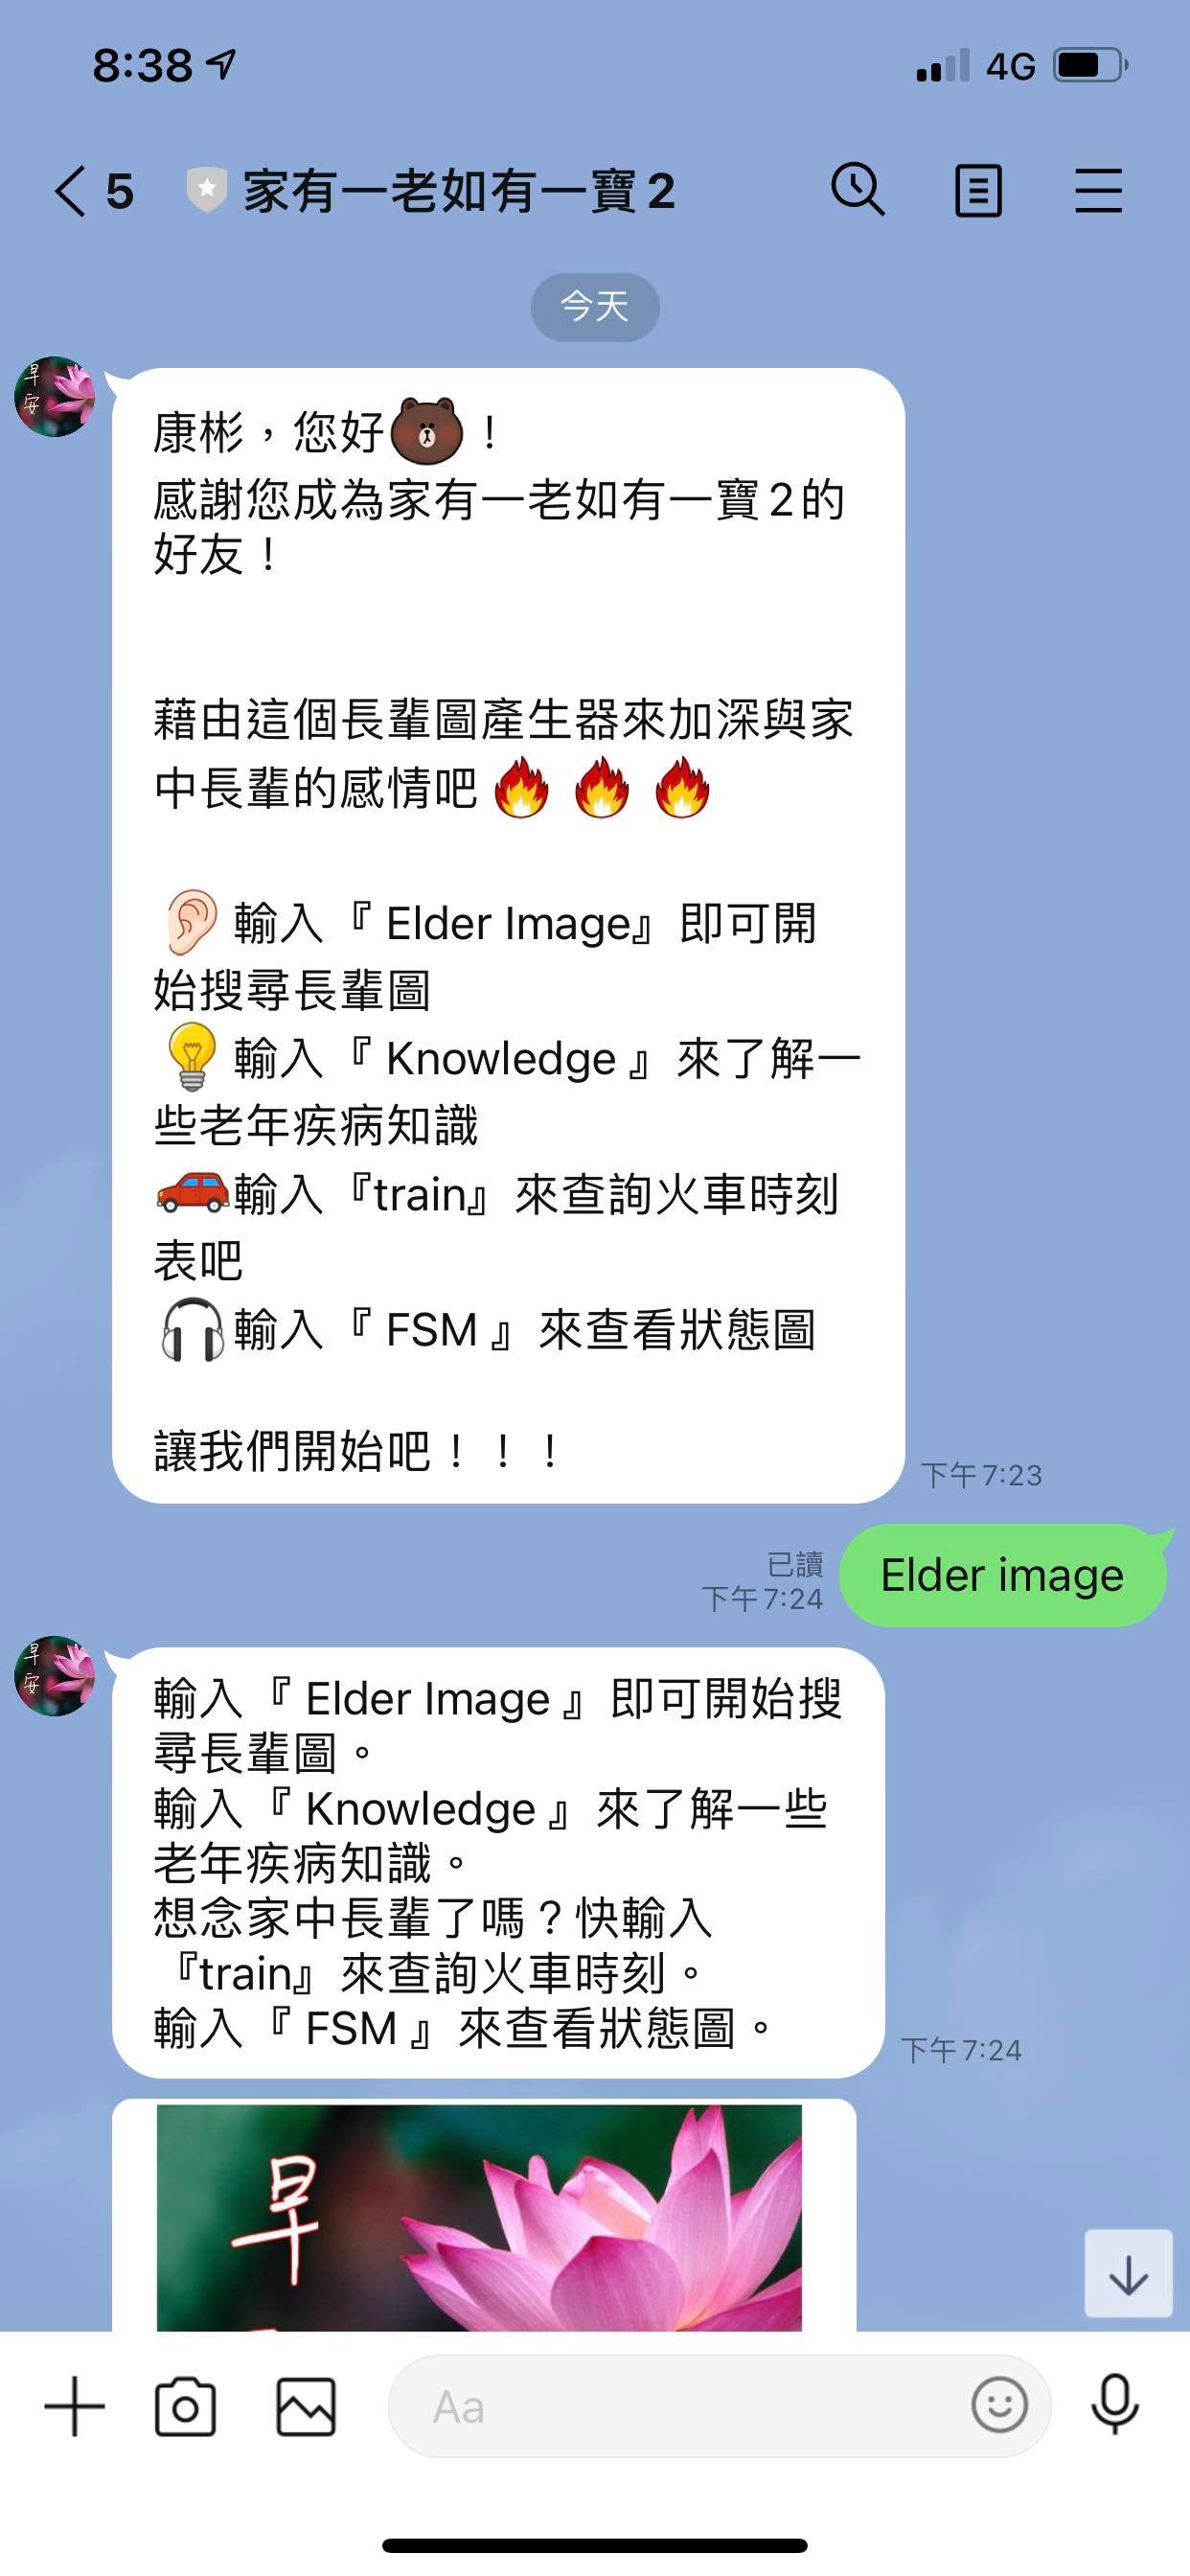 8:38
4G
5
家有一老如有一寶2
今天
早
安
康彬，您好！
感謝您成為家有一老如有一寶2的
好友！
藉由這個長輩圖產生器來加深與家
中長輩的感情吧
輸入『 Elder Image』即可開
始搜尋長輩圖
輸入『 Knowledge 』來了解一
些老年疾病知識
輸入『train』來查詢火車時刻
表吧
輸入『 FSM 』來查看狀態圖
讓我們開始吧！！！
下午 7:23
已讀
下午 7:24
Elder image
早
安
輸入『 Elder Image 』即可開始搜
尋長輩圖。
輸入『 Knowledge 』來了解一些
老年疾病知識。
想念家中長輩了嗎？快輸入
『train』來查詢火車時刻。
輸入『 FSM 』來查看狀態圖。
下午 7:24
早
Aa